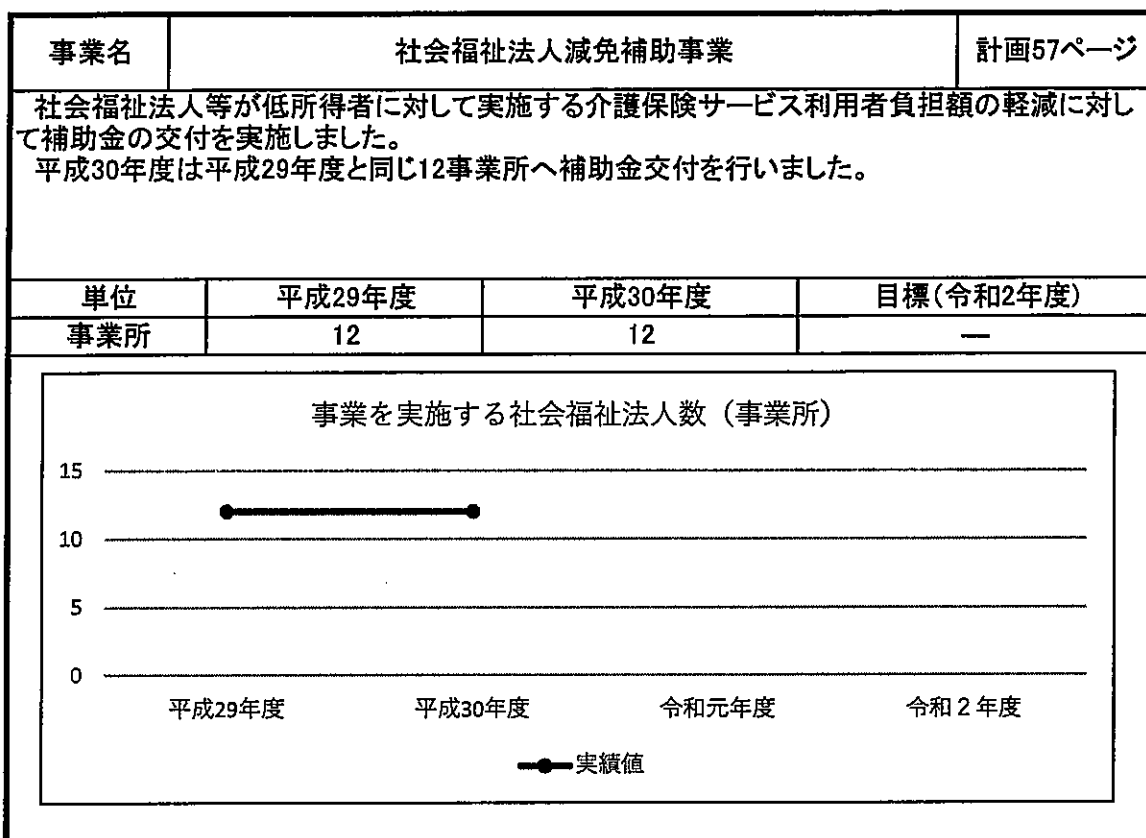 事業名 社会福祉法人減免補助事業 計画57ページ
社会福祉法人等が低所得者に対して実施する介護保険サービス利用者負担額の軽減に対し
て補助金の交付を実施しました。
平成30年度は平成29年度と同じ12事業所へ補助金交付を行いました。
単位 平成29年度 平成30年度 目標(令和2年度)
事業所 12 12 ―
事業を実施する社会福祉法人数（事業所）
15
10
5
0
平成29年度 平成30年度 令和元年度 令和２年度
実績値